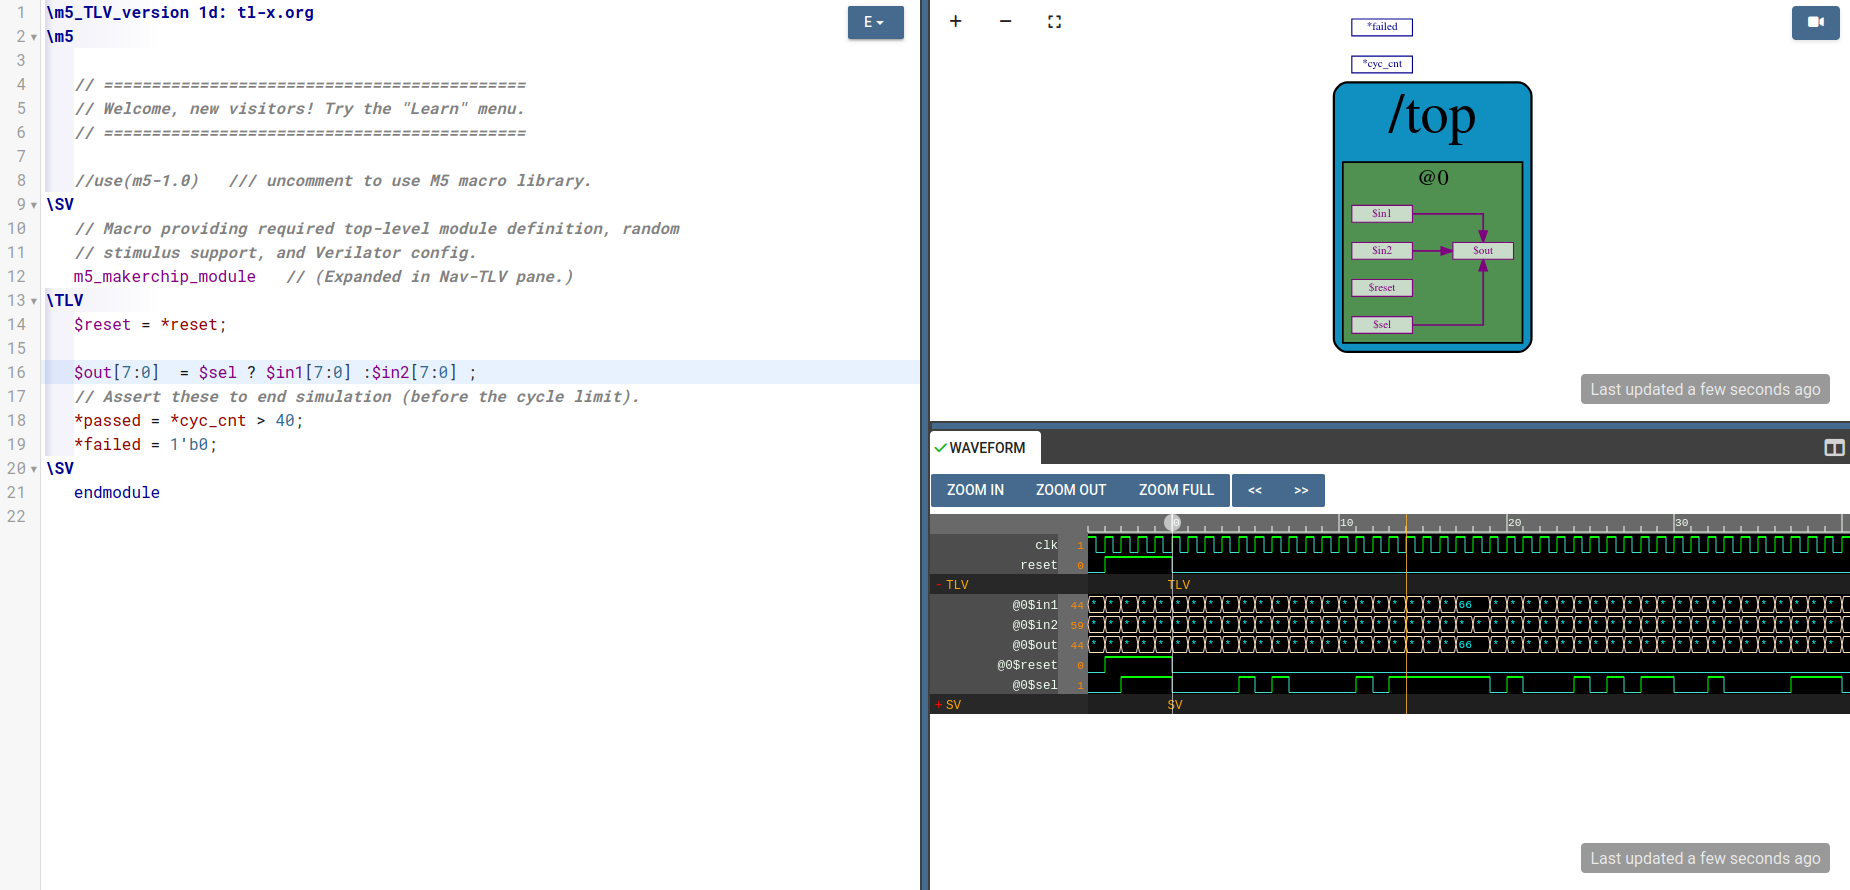 1 \m5_TLV_version 1d: tl-x.org
2 \m5
3
4 // ============================================
5 // Welcome, new visitors! Try the "Learn" menu.
6 // ============================================
7
8 //use(m5-1.0)   /// uncomment to use M5 macro library.
9 \SV
10 // Macro providing required top-level module definition, random
11 // stimulus support, and Verilator config.
12 m5_makerchip_module   // (Expanded in Nav-TLV pane.)
13 \TLV
14 $reset = *reset;
15
16 $out[7:0]  = $sel ? $in1[7:0] :$in2[7:0] ;
17 // Assert these to end simulation (before the cycle limit).
18 *passed = *cyc_cnt > 40;
19 *failed = 1'b0;
20 \SV
21 endmodule
22
E
+ −
*failed
*cyc_cnt
/top
@0
$in1
$in2 $out
$reset
$sel
Last updated a few seconds ago
WAVEFORM
ZOOM IN ZOOM OUT ZOOM FULL << >>
0 10 20 30
clk 1
reset 0
- TLV TLV
@0$in1 44 66
@0$in2 59
@0$out 44 66
@0$reset 0
@0$sel 1
+ SV SV
Last updated a few seconds ago